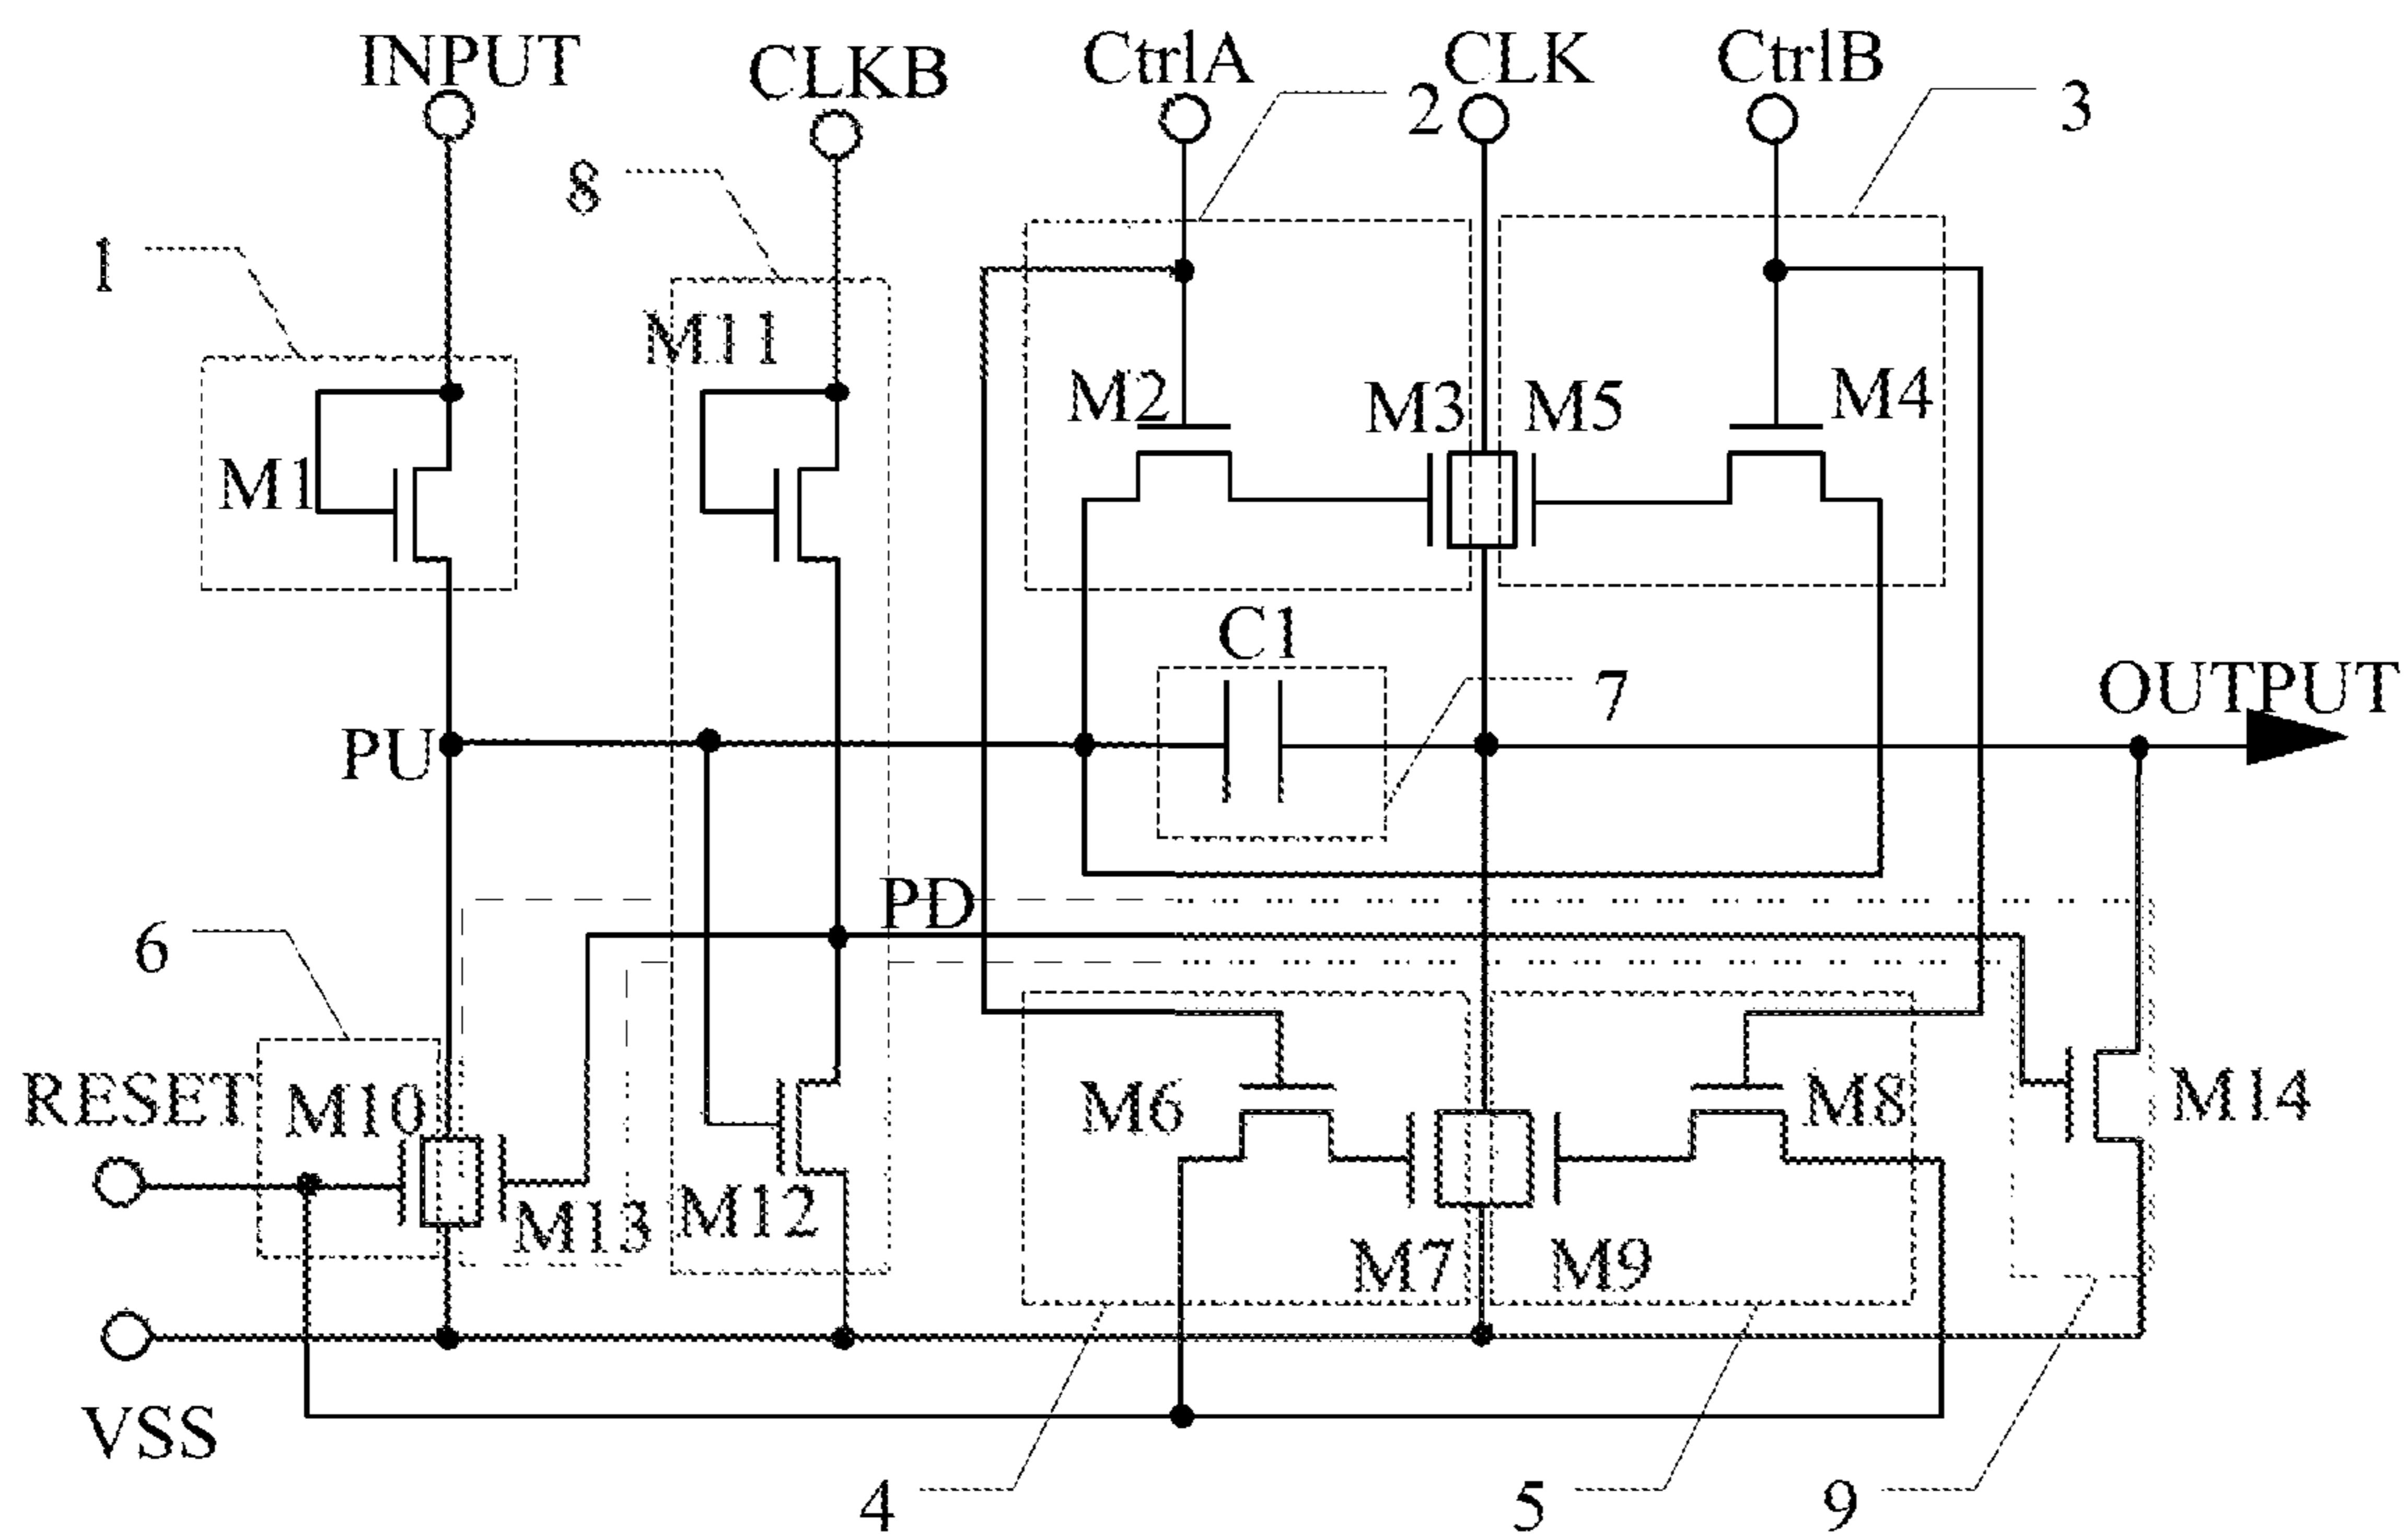 INPUT
CLKB
CtrlA
2
CLK
CtrlB
3
8
1
M11
M2
M3
M5
M4
M1
C1
7
OUTPUT
PU
PD
6
RESET
M10
M6
M8
M14
M13
M12
M7
M9
VSS
4
5
9